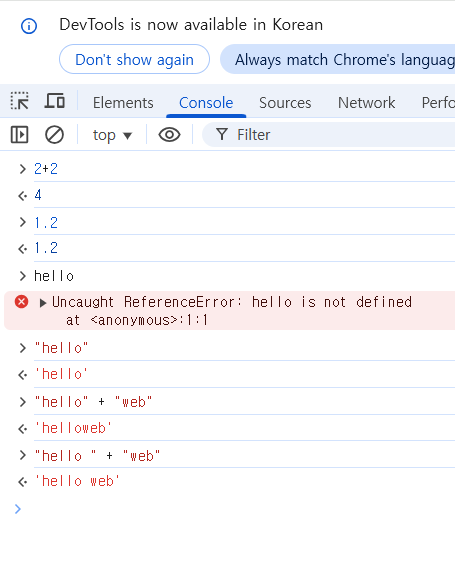 DevTools is now available in Korean
Don't show again Always match Chrome's languag
Elements Console Sources Network Perfo
top Filter
2+2
4
1.2
1.2
hello
Uncaught ReferenceError: hello is not defined
at <anonymous>:1:1
"hello"
'hello'
"hello" + "web"
'helloweb'
"hello " + "web"
'hello web'